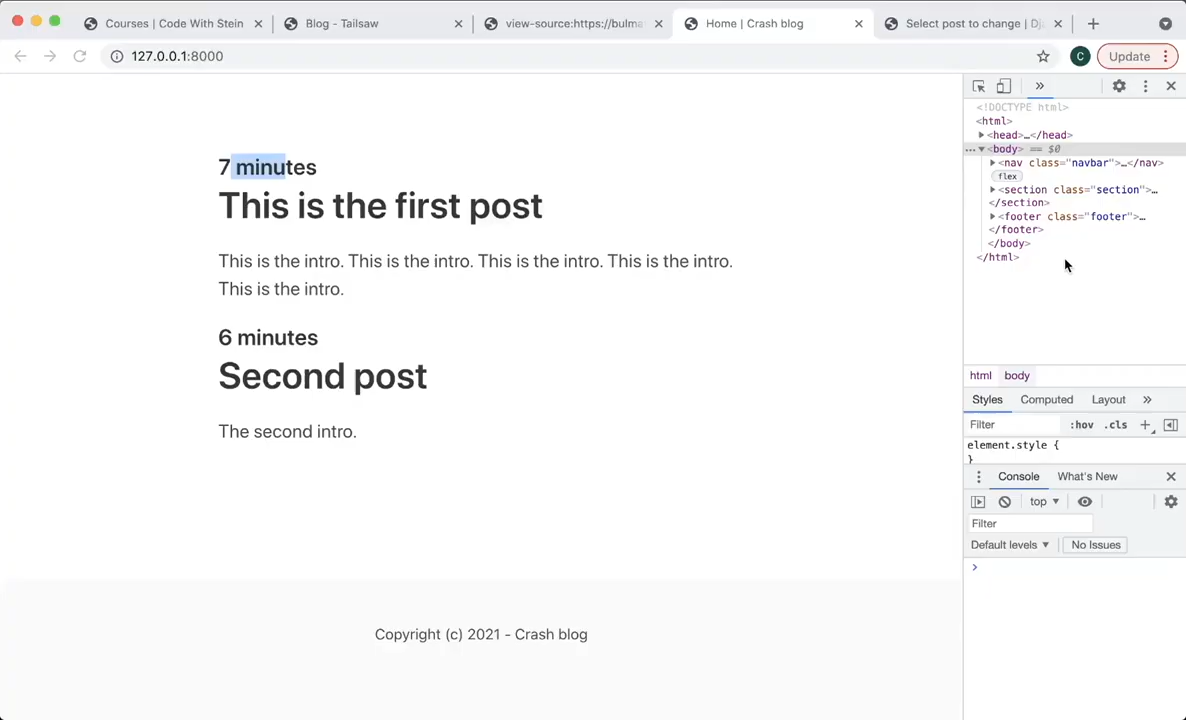 Courses | Code With Stein
Blog - Tailsaw
view-source:https://bulma
Home | Crash blog
Select post to change | Dja
127.0.0.1:8000
C
Update
7 minutes
This is the first post
This is the intro. This is the intro. This is the intro. This is the intro.
This is the intro.
6 minutes
Second post
The second intro.
Copyright (c) 2021 - Crash blog
»
<!DOCTYPE html>
<html>
<head>…</head>
<body> == $0
<nav class="navbar">…</nav>
flex
<section class="section">…
</section>
<footer class="footer">…
</footer>
</body>
</html>
html body
Styles Computed Layout »
Filter :hov .cls +
element.style {
}
Console What's New
top
Filter
Default levels No Issues
>